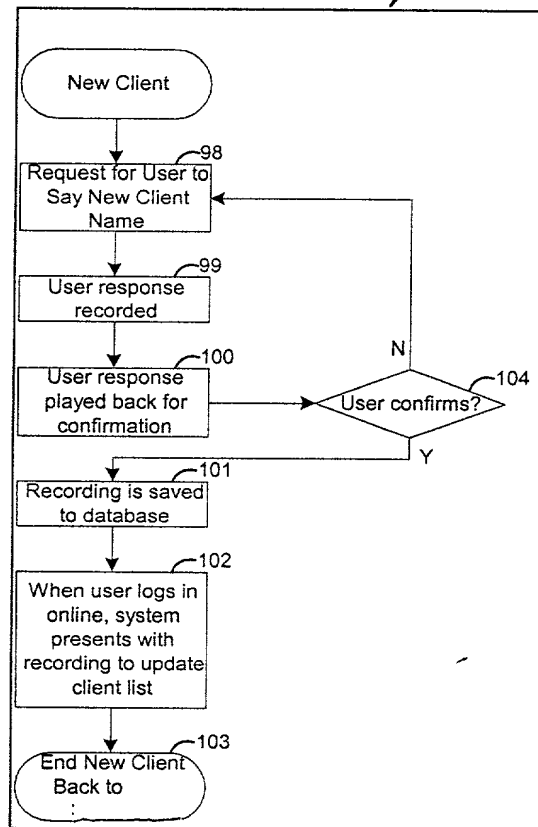 New Client
98
Request for User to
Say New Client
Name
99
User response
recorded
100
User response
played back for
confirmation
N
104
User confirms?
Y
101
Recording is saved
to database
102
When user logs in
online, system
presents with
recording to update
client list
103
End New Client
Back to